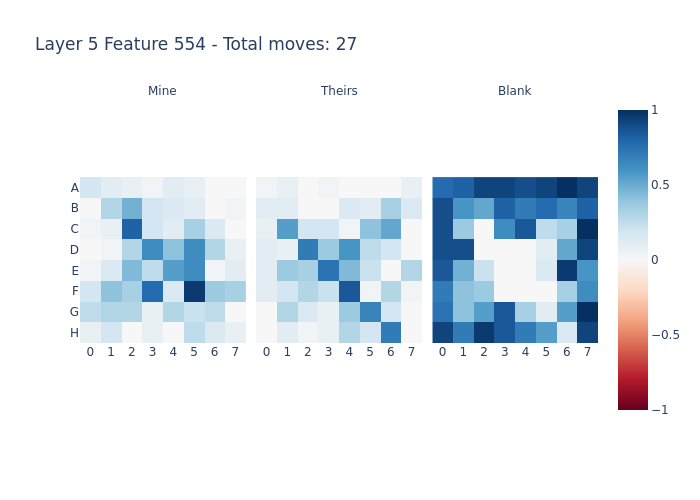 Layer 5 Feature 554 - Total moves: 27
Mine Theirs Blank
A
B
C
D
E
F
G
H
0 1 2 3 4 5 6 7 0 1 2 3 4 5 6 7 0 1 2 3 4 5 6 7
1
0.5
0
−0.5
−1